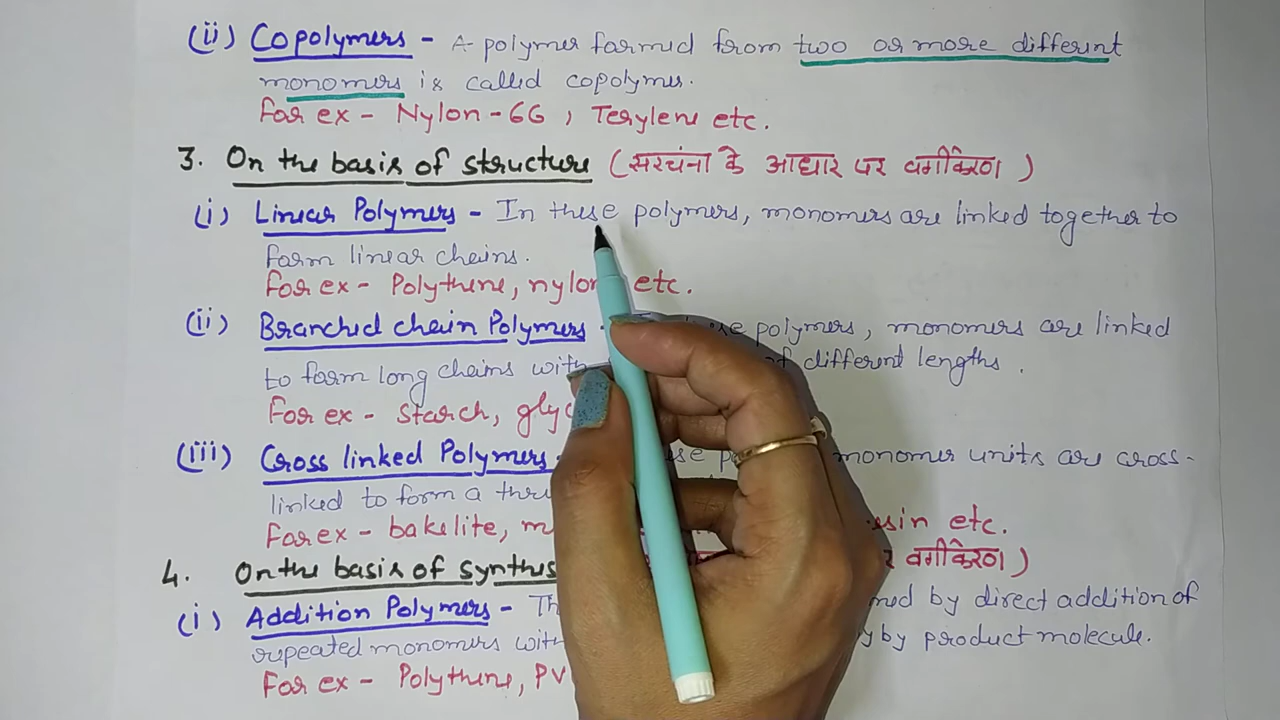 (ii) Copolymers - A polymer formed from two or more different
monomers is called copolymer.
For ex - Nylon-66, Terylene etc.
3. On the basis of structure (सरचंना के आधार पर वर्गीकरण)
(i) Linear Polymers - In these polymers, monomers are linked together to
form linear chains.
For ex - Polythene, nylon etc.
(ii) Branched chain Polymers - polymers, monomers are linked
to form long chains with of different lengths.
For ex - Starch,
(iii) Cross linked Polymers - monomer units are cross-
linked to form a
For ex - bakelite, etc.
4. On the basis of वर्गीकरण)
(i) Addition Polymers - by direct addition of
repeated monomers by product molecule.
For ex - Polythene,